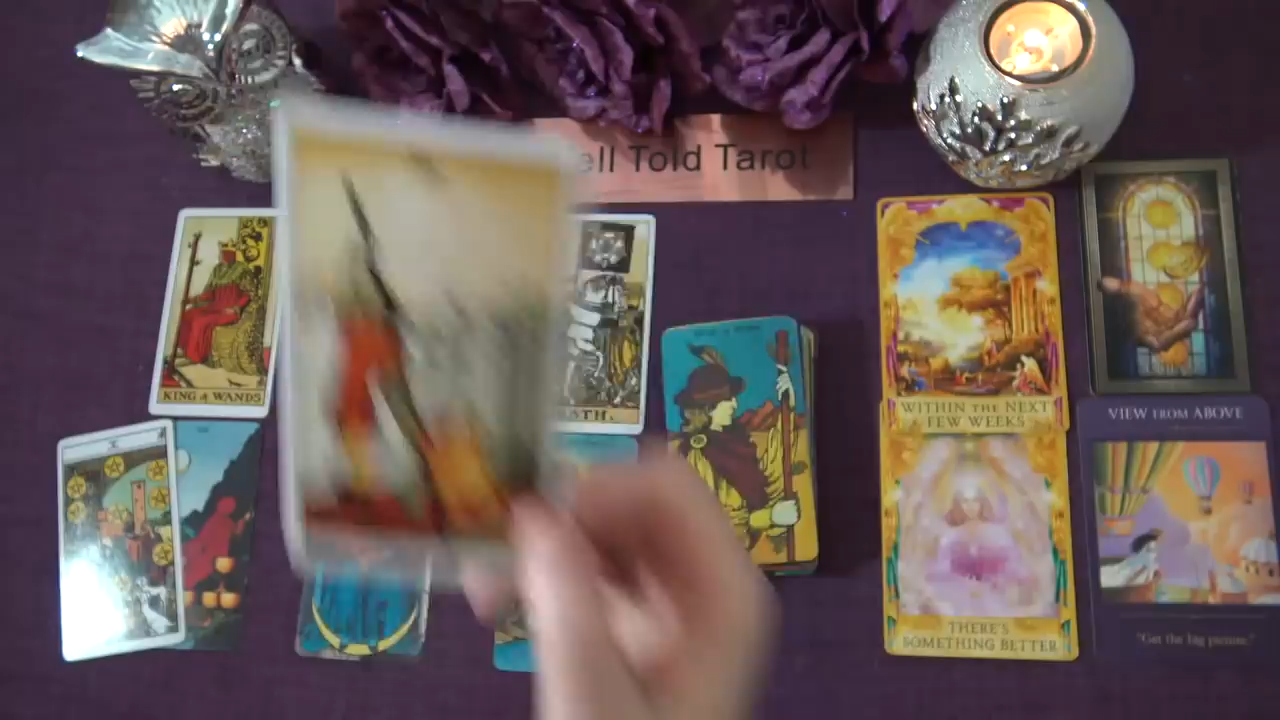 ell Told Tarot
KING of WANDS
ATH.
X
WITHIN THE NEXT
FEW WEEKS
VIEW FROM ABOVE
THERE'S
SOMETHING BETTER
"Get the big picture."